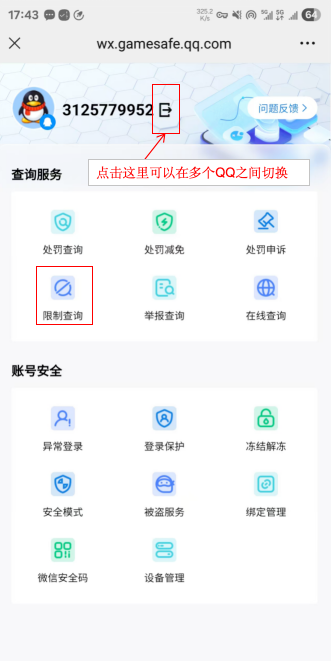 17:43 325.2 K/s 5G 5G 64
wx.gamesafe.qq.com
3125779952
问题反馈
查询服务
点击这里可以在多个QQ之间切换
处罚查询 处罚减免 处罚申诉
限制查询 举报查询 在线查询
账号安全
异常登录 登录保护 冻结解冻
安全模式 被盗服务 绑定管理
微信安全码 设备管理